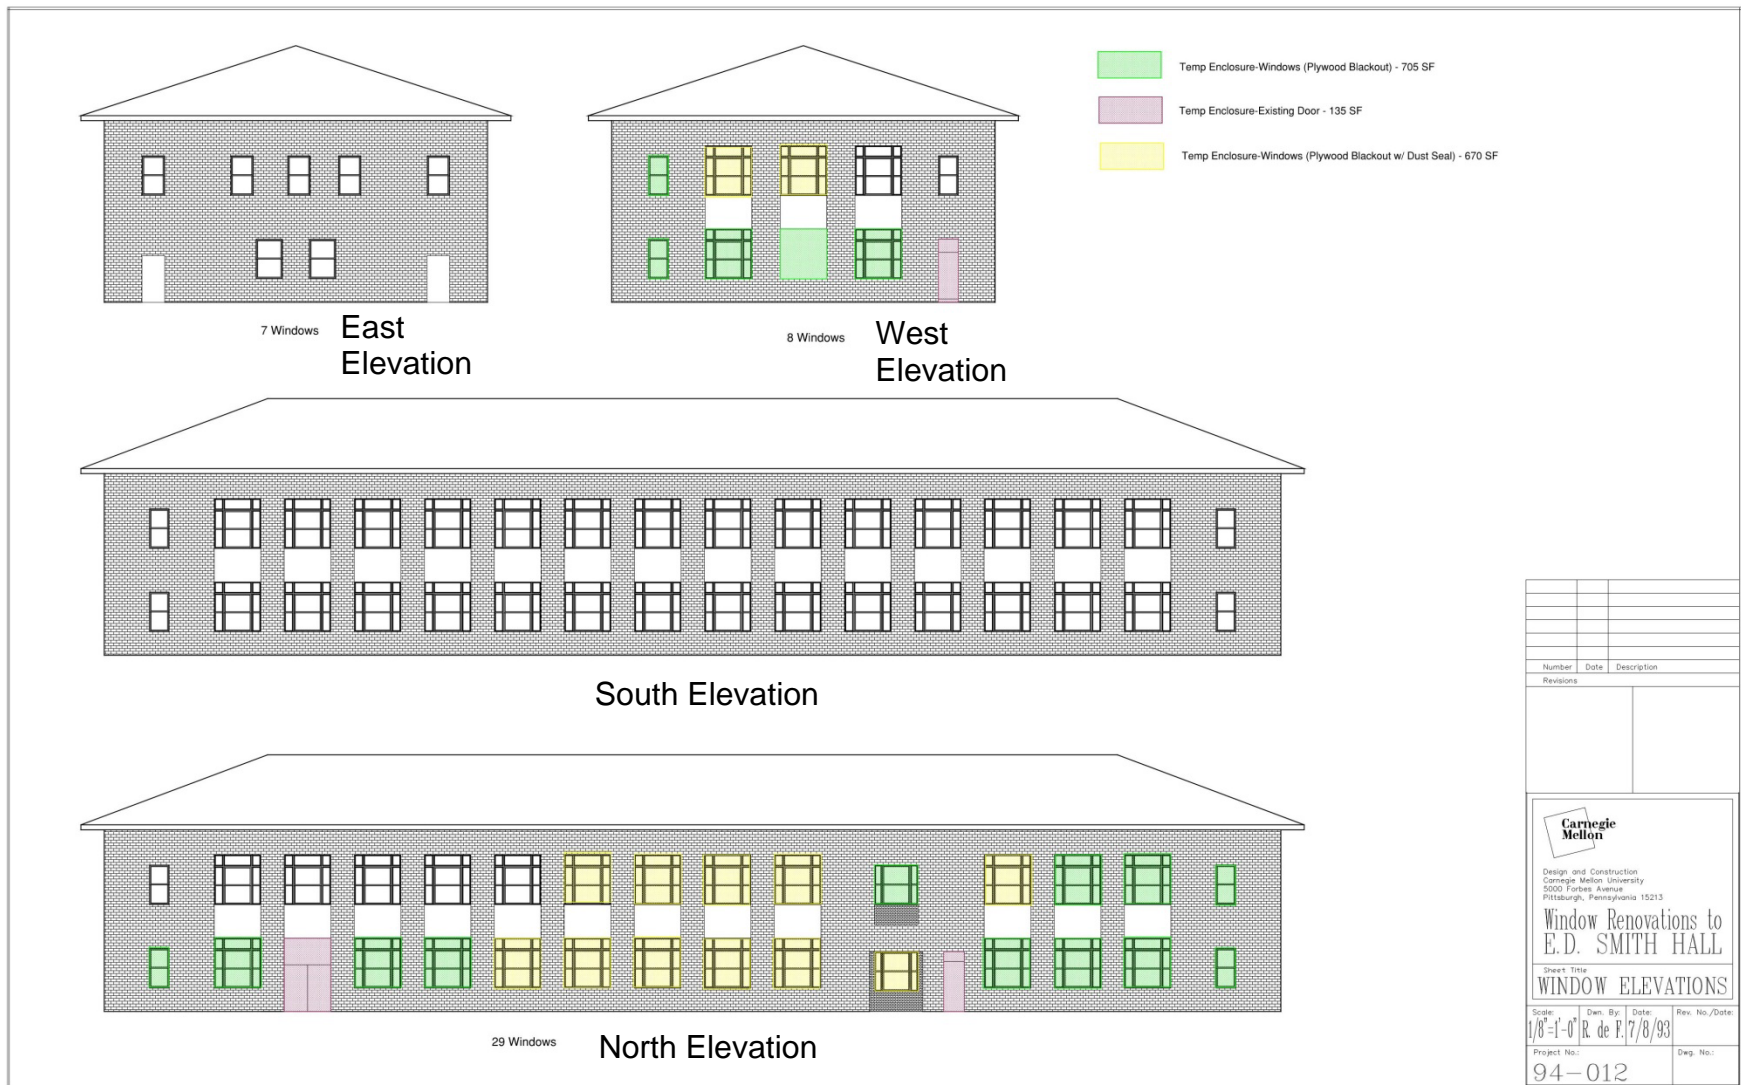 Temp Enclosure-Windows (Plywood Blackout) - 705 SF
Temp Enclosure-Existing Door - 135 SF
Temp Enclosure-Windows (Plywood Blackout w/ Dust Seal) - 670 SF
7 Windows
East
Elevation
8 Windows
West
Elevation
South Elevation
29 Windows
North Elevation
Number Date Description
Revisions
Carnegie
Mellon
Design and Construction
Carnegie Mellon University
5000 Forbes Avenue
Pittsburgh, Pennsylvania 15213
Window Renovations to
E.D. SMITH HALL
Sheet Title
WINDOW ELEVATIONS
Scale: Dwn. By: Date: Rev. No./Date:
1/8"=1'-0" R. de F. 7/8/93
Project No.: Dwg. No.:
94-012